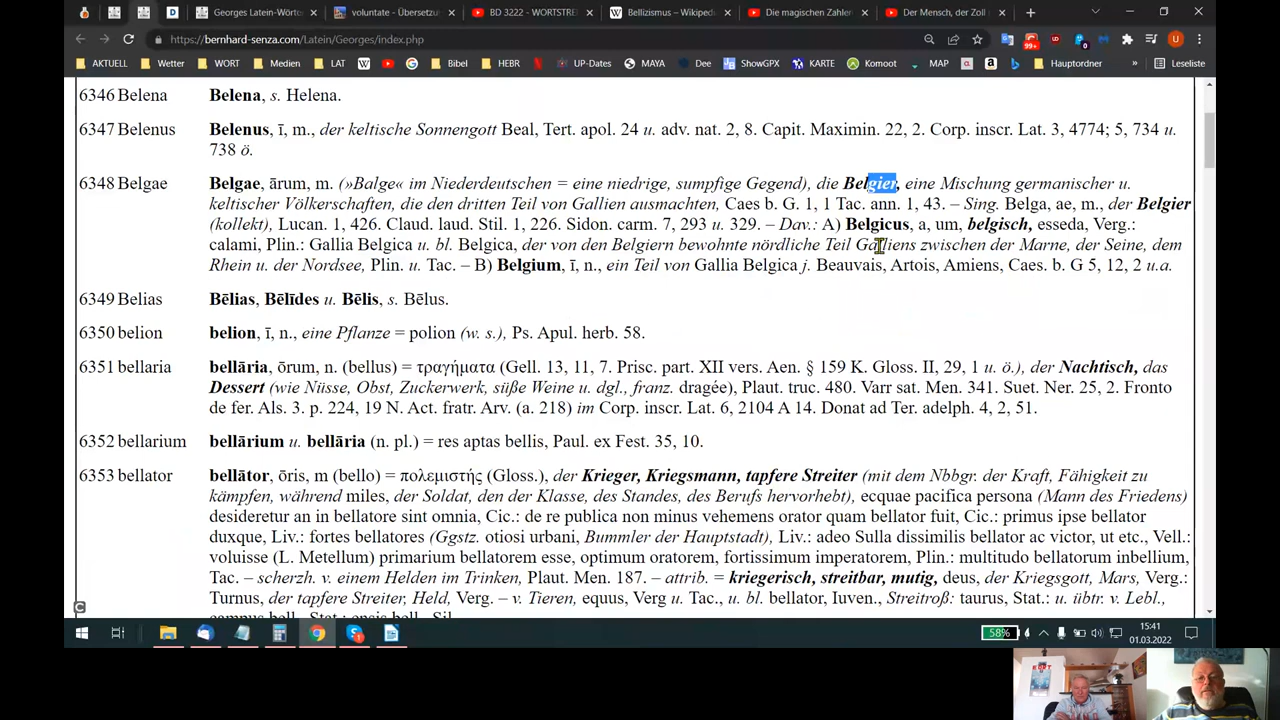 Georges Latein-Wörte
voluntate - Übersetzu
BD 3222 - WORTSTRE
Bellizismus – Wikiped
Die magischen Zahler
Der Mensch, der Zoll
https://bernhard-senza.com/Latein/Georges/index.php
AKTUELL Wetter WORT Medien LAT Bibel HEBR UP-Dates MAYA Dee ShowGPX KARTE Komoot MAP Hauptordner Leseliste
6346 Belena Belena, s. Helena.
6347 Belenus Belenus, ī, m., der keltische Sonnengott Beal, Tert. apol. 24 u. adv. nat. 2, 8. Capit. Maximin. 22, 2. Corp. inscr. Lat. 3, 4774; 5, 734 u.
738 ö.
6348 Belgae Belgae, ārum, m. (»Balge« im Niederdeutschen = eine niedrige, sumpfige Gegend), die Belgier, eine Mischung germanischer u.
keltischer Völkerschaften, die den dritten Teil von Gallien ausmachten, Caes b. G. 1, 1 Tac. ann. 1, 43. – Sing. Belga, ae, m., der Belgier
(kollekt), Lucan. 1, 426. Claud. laud. Stil. 1, 226. Sidon. carm. 7, 293 u. 329. – Dav.: A) Belgicus, a, um, belgisch, esseda, Verg.:
calami, Plin.: Gallia Belgica u. bl. Belgica, der von den Belgiern bewohnte nördliche Teil Galliens zwischen der Marne, der Seine, dem
Rhein u. der Nordsee, Plin. u. Tac. – B) Belgium, ī, n., ein Teil von Gallia Belgica j. Beauvais, Artois, Amiens, Caes. b. G 5, 12, 2 u.a.
6349 Belias Bēlias, Bēlīdes u. Bēlis, s. Bēlus.
6350 belion belion, ī, n., eine Pflanze = polion (w. s.), Ps. Apul. herb. 58.
6351 bellaria bellāria, ōrum, n. (bellus) = τραγήματα (Gell. 13, 11, 7. Prisc. part. XII vers. Aen. § 159 K. Gloss. II, 29, 1 u. ö.), der Nachtisch, das
Dessert (wie Nüsse, Obst, Zuckerwerk, süße Weine u. dgl., franz. dragée), Plaut. truc. 480. Varr sat. Men. 341. Suet. Ner. 25, 2. Fronto
de fer. Als. 3. p. 224, 19 N. Act. fratr. Arv. (a. 218) im Corp. inscr. Lat. 6, 2104 A 14. Donat ad Ter. adelph. 4, 2, 51.
6352 bellarium bellārium u. bellāria (n. pl.) = res aptas bellis, Paul. ex Fest. 35, 10.
6353 bellator bellātor, ōris, m (bello) = πολεμιστής (Gloss.), der Krieger, Kriegsmann, tapfere Streiter (mit dem Nbbgr. der Kraft, Fähigkeit zu
kämpfen, während miles, der Soldat, den der Klasse, des Standes, des Berufs hervorhebt), ecquae pacifica persona (Mann des Friedens)
desideretur an in bellatore sint omnia, Cic.: de re publica non minus vehemens orator quam bellator fuit, Cic.: primus ipse bellator
duxque, Liv.: fortes bellatores (Ggstz. otiosi urbani, Bummler der Hauptstadt), Liv.: adeo Sulla dissimilis bellator ac victor, ut etc., Vell.:
voluisse (L. Metellum) primarium bellatorem esse, optimum oratorem, fortissimum imperatorem, Plin.: multitudo bellatorum inbellium,
Tac. – scherzh. v. einem Helden im Trinken, Plaut. Men. 187. – attrib. = kriegerisch, streitbar, mutig, deus, der Kriegsgott, Mars, Verg.:
Turnus, der tapfere Streiter, Held, Verg. – v. Tieren, equus, Verg u. Tac., u. bl. bellator, Iuven., Streitroß: taurus, Stat.: u. übtr. v. Lebl.,
58%
15:41
01.03.2022